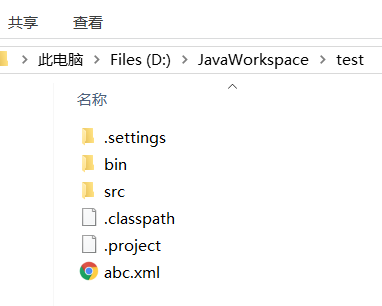 共享 查看
此电脑 > Files (D:) > JavaWorkspace > test
名称
.settings
bin
src
.classpath
.project
abc.xml